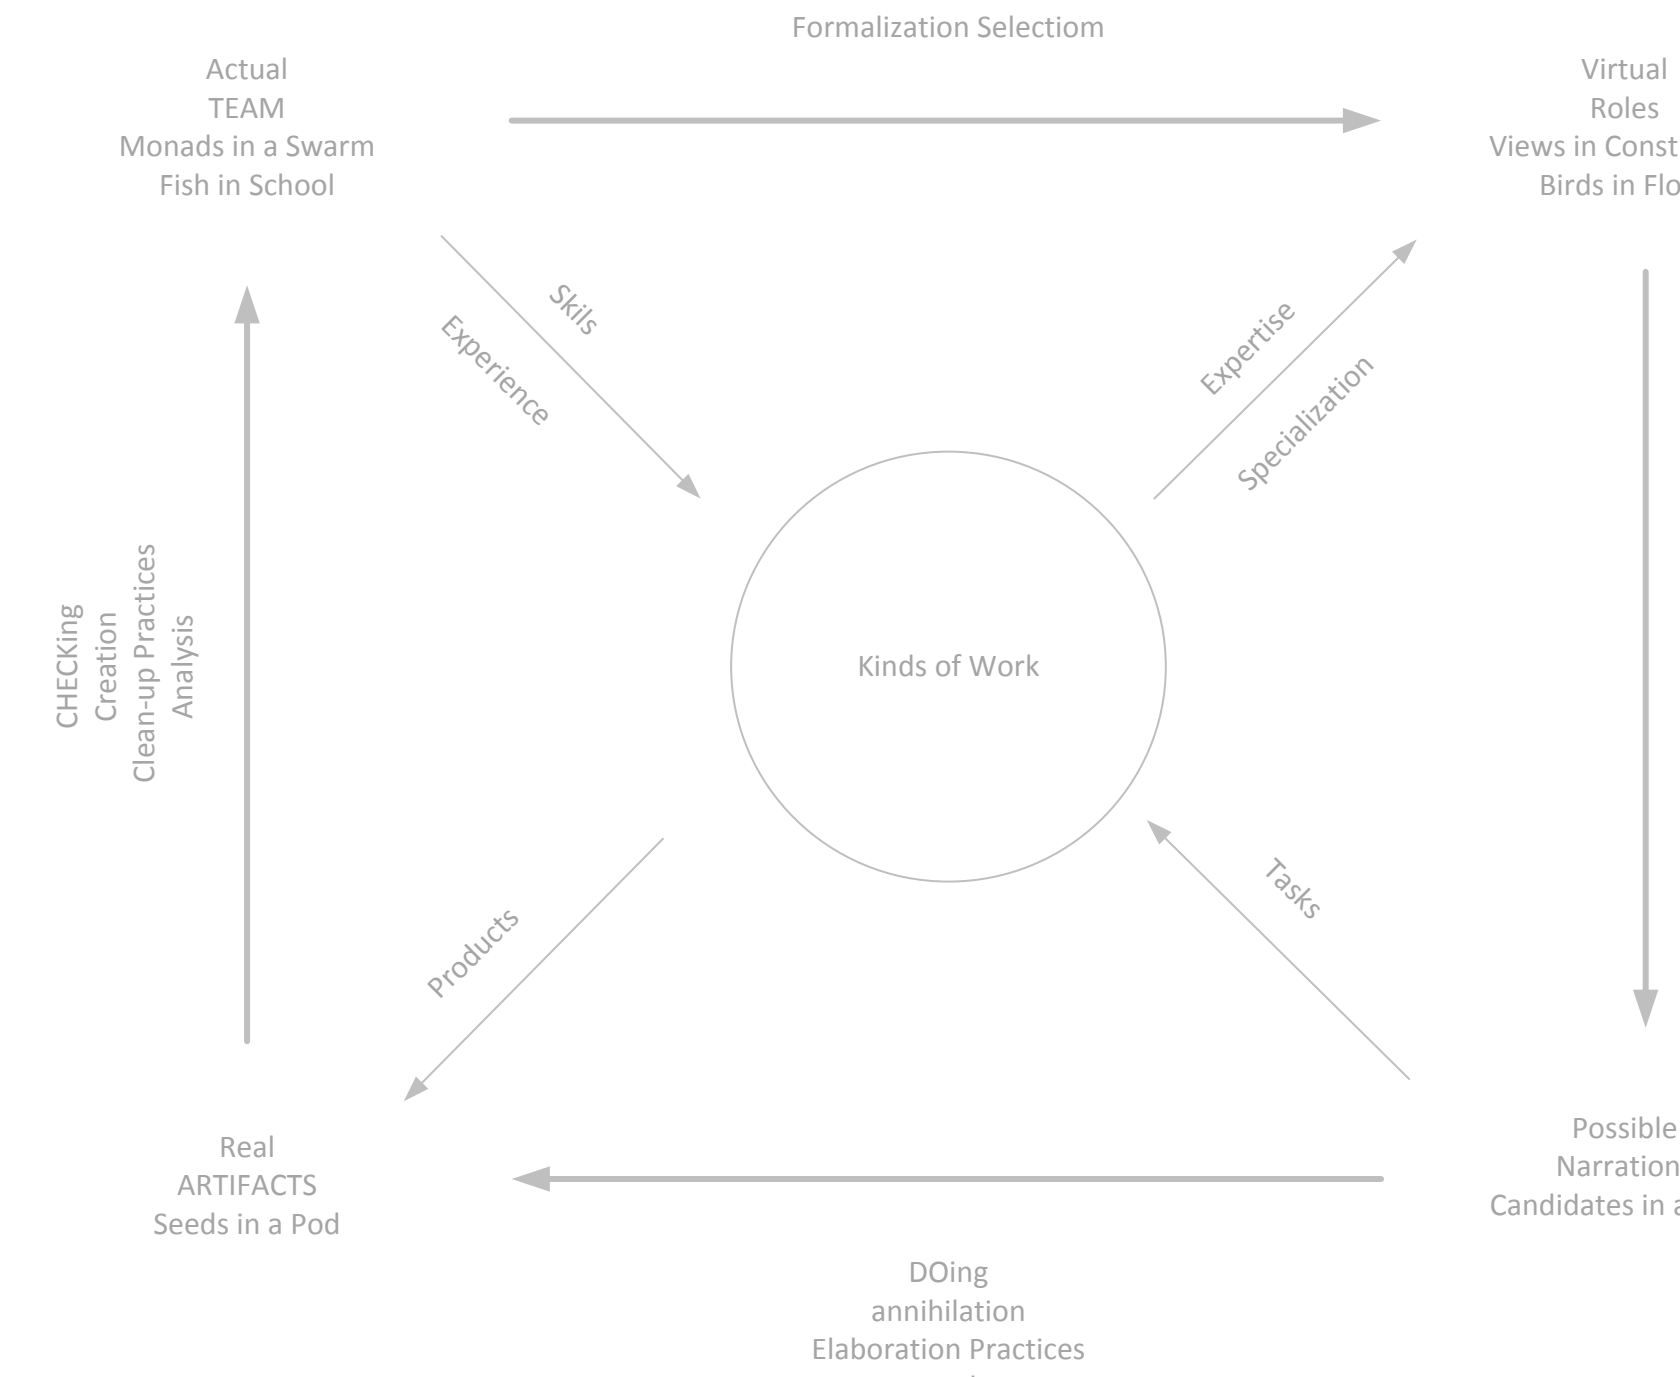 Formalization Selectiom
Actual
TEAM
Monads in a Swarm
Fish in School
Virtual
Roles
Views in
Birds in
Skils
Experience
Expertise
Specialization
CHECKing
Creation
Clean-up Practices
Analysis
Kinds of Work
Products
Tasks
Real
ARTIFACTS
Seeds in a Pod
Possible
Narration
Candidates in
DOing
annihilation
Elaboration Practices